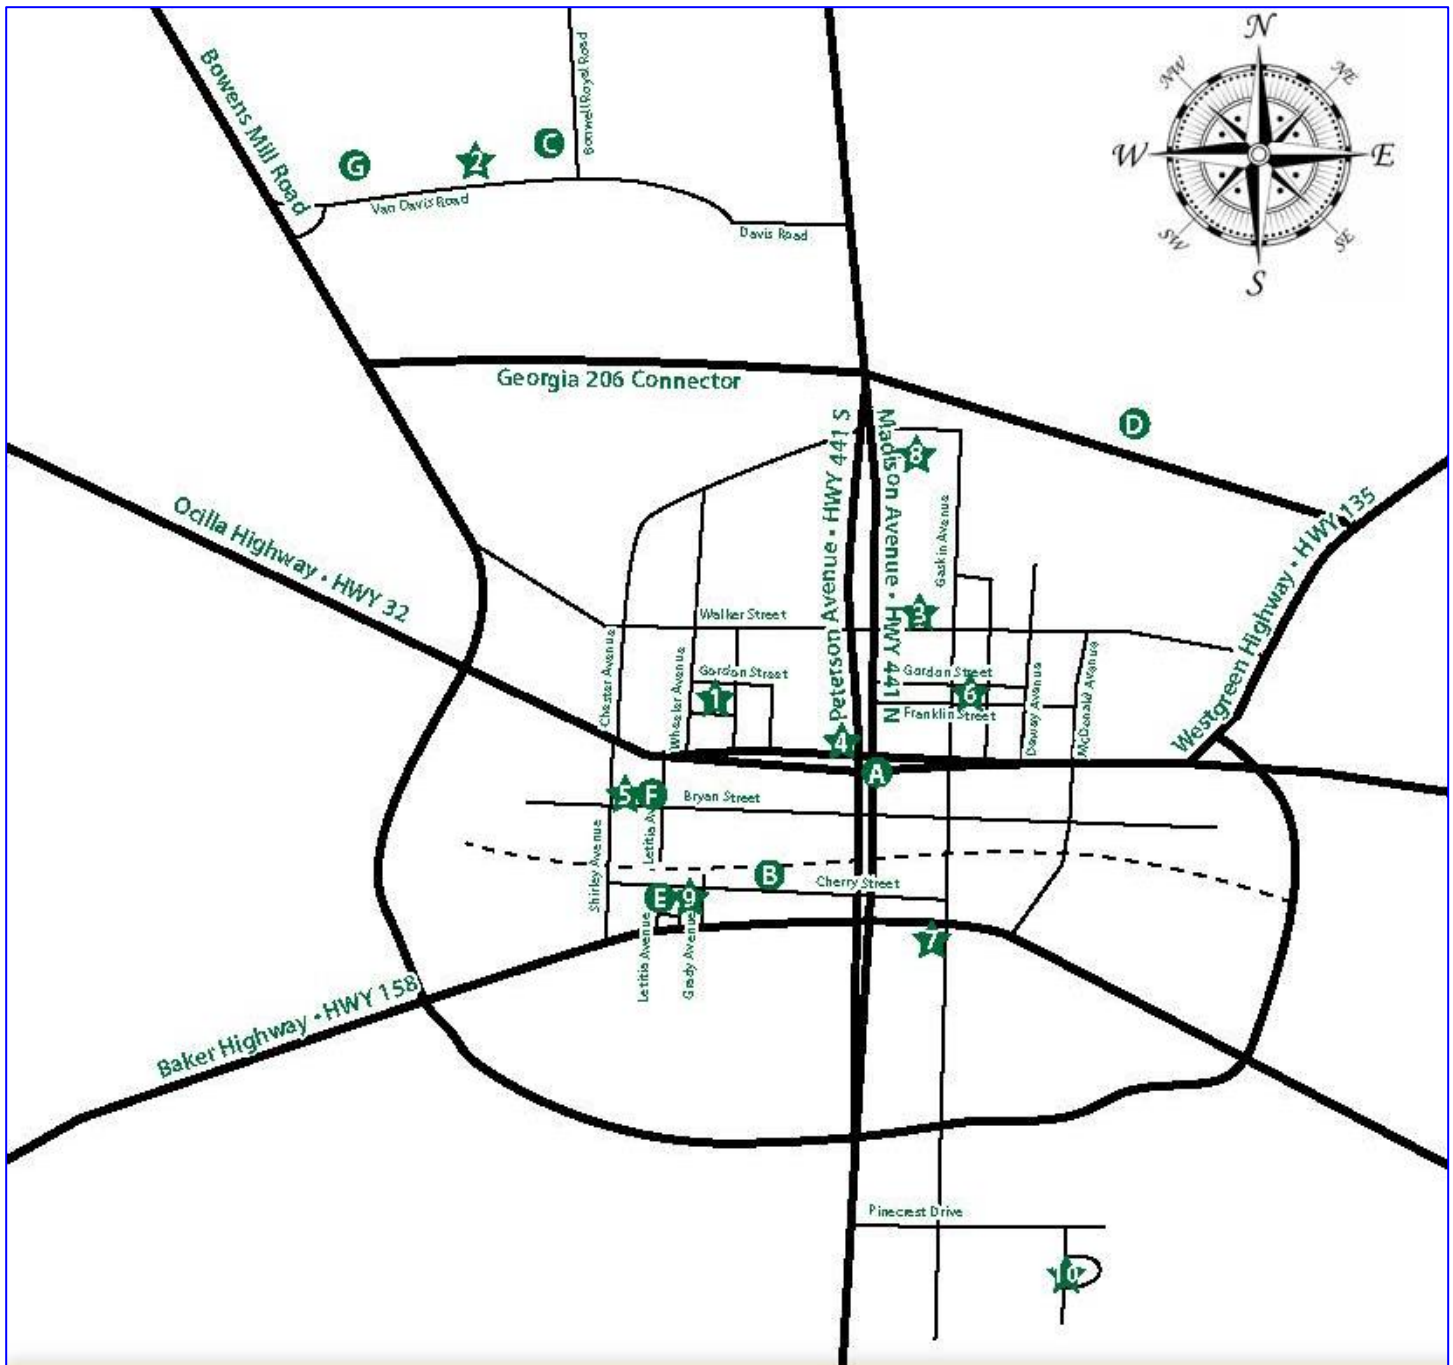 N
NW
NE
W
E
SW
SE
S
Bowens Mill Road
Bonwell Royal Road
G
2
C
Van Davis Road
Davis Road
Georgia 206 Connector
D
Peterson Avenue • HWY 441 S
Madison Avenue • HWY 441 N
8
Ocilla Highway • HWY 32
Gaskin Avenue
Westgreen Highway • HWY 135
Walker Street
3
Chester Avenue
Wheeler Avenue
Gordon Street
1
Gordon Street
6
Franklin Street
Doway Avenue
McDonald Avenue
4
A
5
F
Bryan Street
Letitia Av
Shirley Avenue
B
Cherry Street
E
9
Letitia Avenue
Grady Avenue
7
Baker Highway • HWY 158
Pinecrest Drive
10